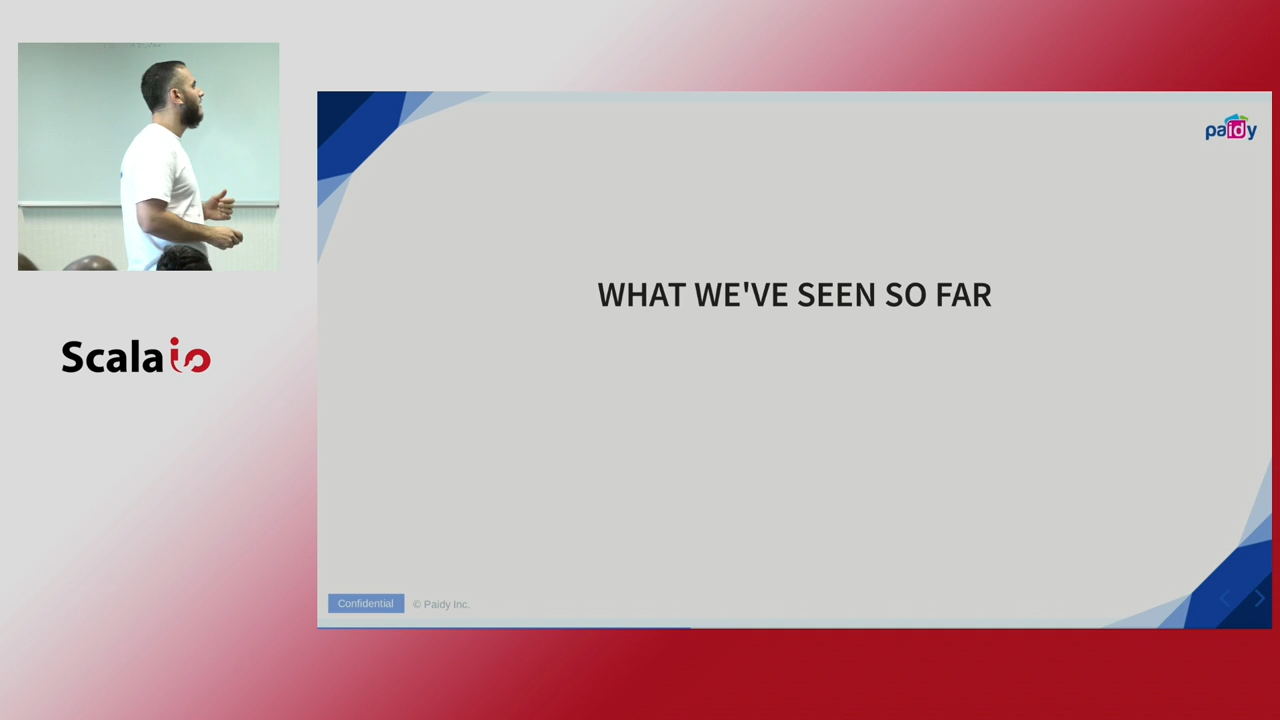 paidy
WHAT WE'VE SEEN SO FAR
Scala io
Confidential
© Paidy Inc.